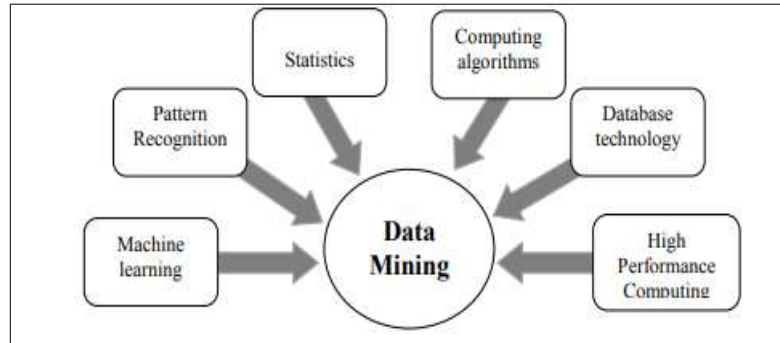 Statistics
Computing
algorithms
Pattern
Recognition
Database
technology
Machine
learning
Data
Mining
High
Performance
Computing